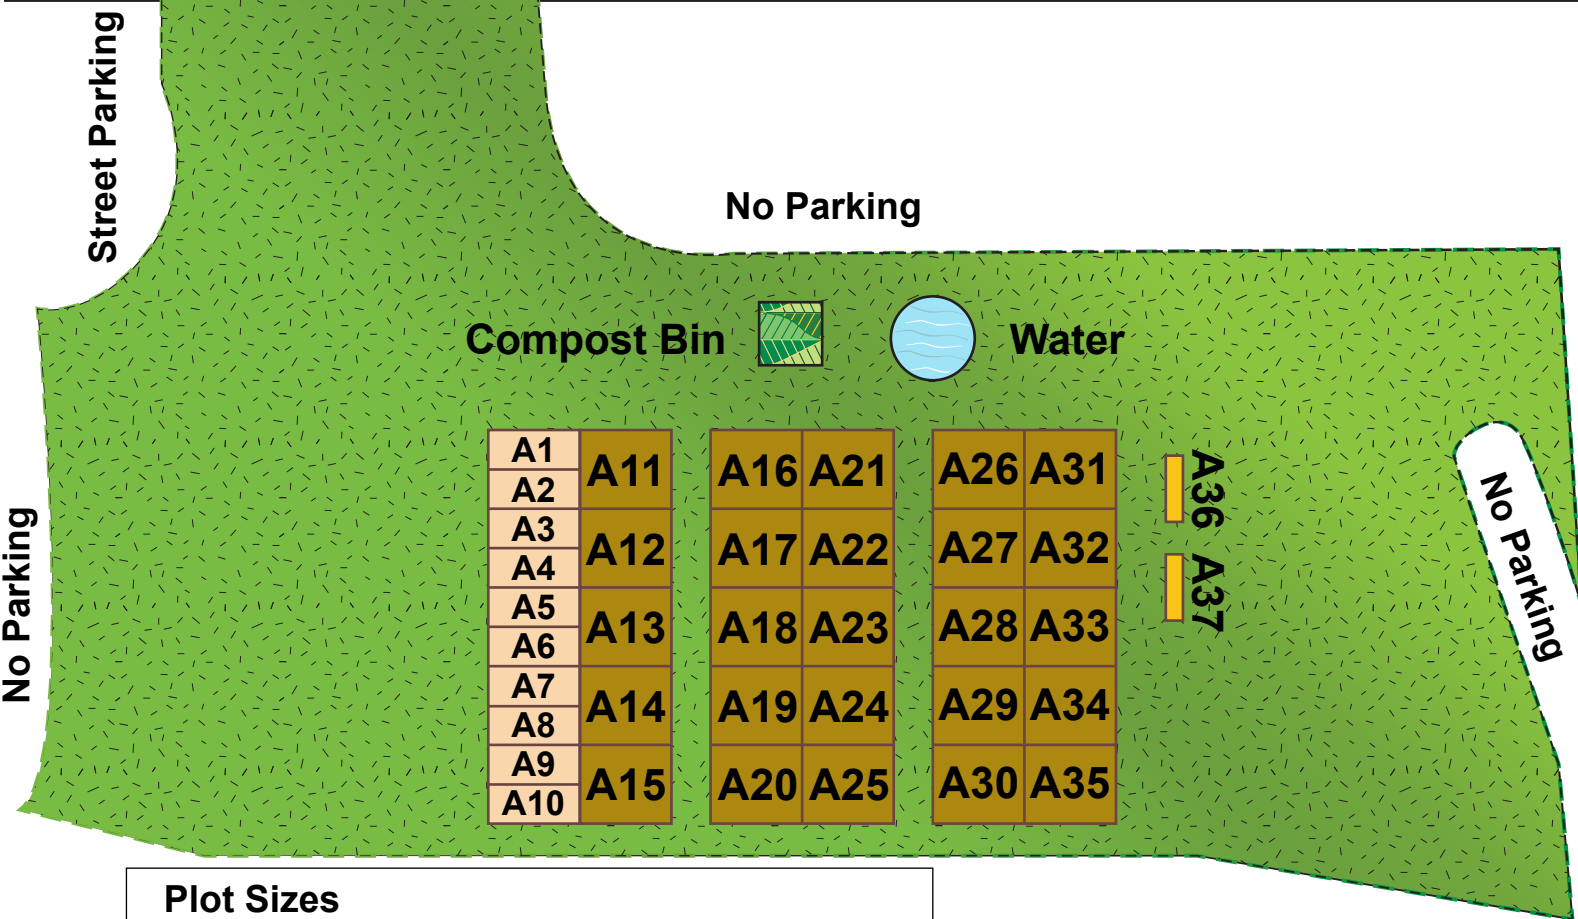 Street Parking
No Parking
Compost Bin
Water
No Parking
A1
A2
A3
A4
A5
A6
A7
A8
A9
A10
A11
A12
A13
A14
A15
A16
A17
A18
A19
A20
A21
A22
A23
A24
A25
A26
A27
A28
A29
A30
A31
A32
A33
A34
A35
A36
A37
No Parking
Plot Sizes